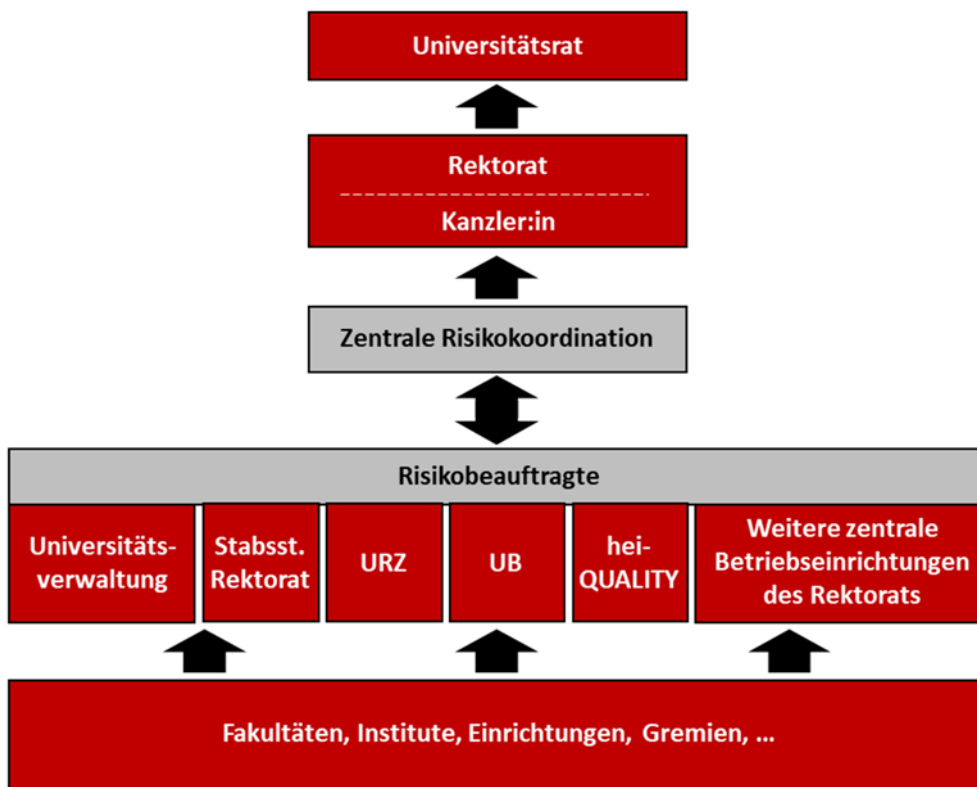 Universitätsrat
Rektorat
Kanzler:in
Zentrale Risikokoordination
Risikobeauftragte
Universitäts-
verwaltung
Stabsst.
Rektorat
URZ
UB
hei-
QUALITY
Weitere zentrale
Betriebseinrichtungen
des Rektorats
Fakultäten, Institute, Einrichtungen, Gremien, ...